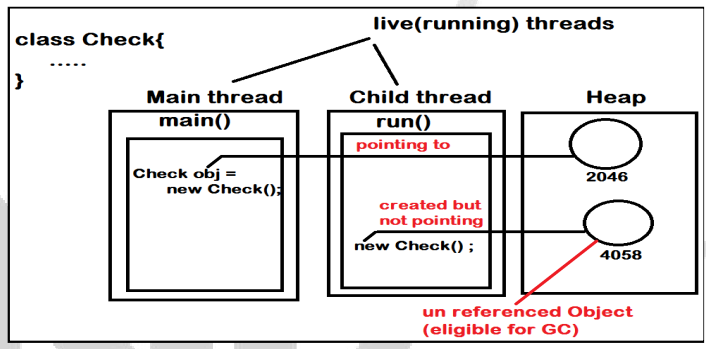 live(running) threads
class Check{
.....
}
Main thread
Child thread
Heap
main()
run()
pointing to
Check obj =
new Check();
2046
created but
not pointing
new Check() ;
4058
un referenced Object
(eligible for GC)